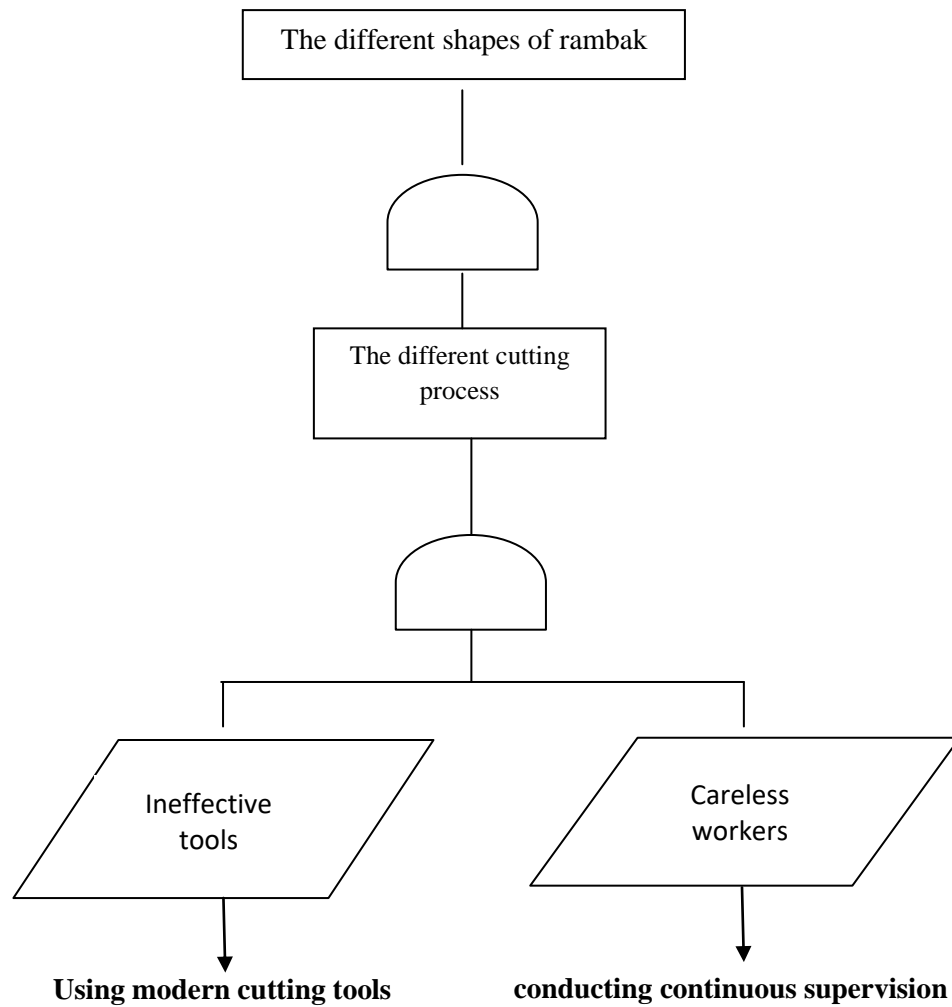 The different shapes of rambak
The different cutting
process
Ineffective
tools
Careless
workers
Using modern cutting tools
conducting continuous supervision